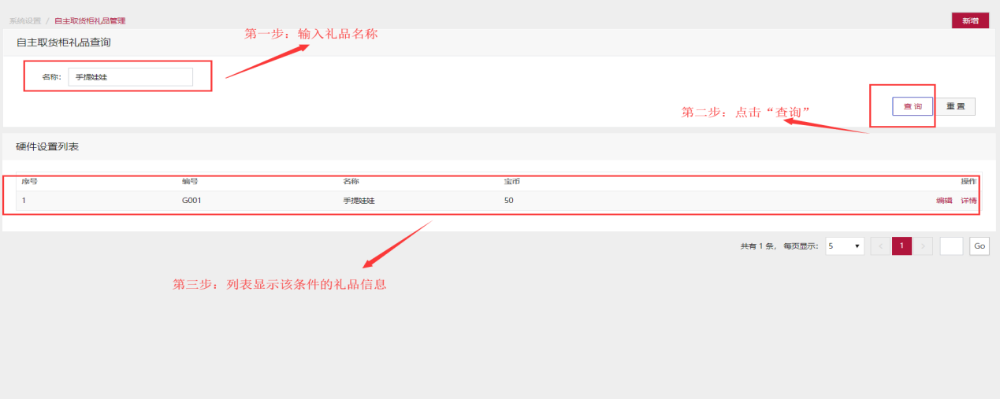 系统设置 / 自主取货柜礼品管理
新增
第一步：输入礼品名称
自主取货柜礼品查询
名称： 手提娃娃
查 询 重 置
第二步：点击“查询”
硬件设置列表
序号 编号 名称 宝币 操作
1 G001 手提娃娃 50 编辑 详情
共有 1 条， 每页显示： 5 ▼ < 1 > Go
第三步：列表显示该条件的礼品信息